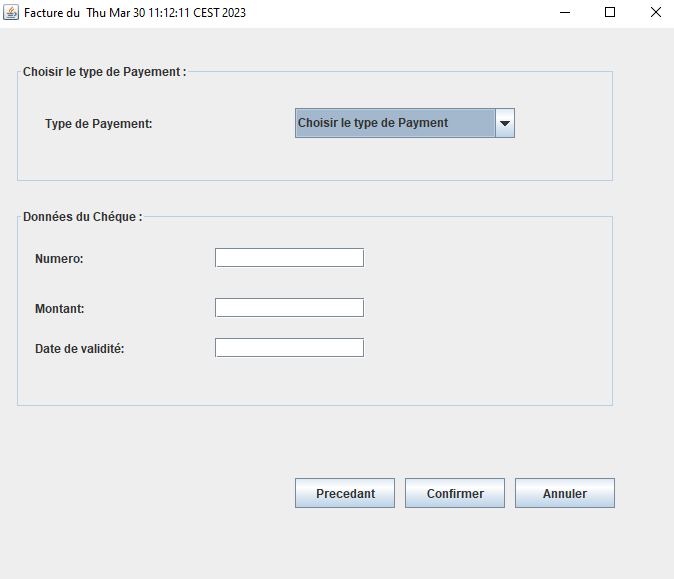 Facture du  Thu Mar 30 11:12:11 CEST 2023
Choisir le type de Payement :
Type de Payement:
Choisir le type de Payment
Données du Chéque :
Numero:
Montant:
Date de validité:
Precedant
Confirmer
Annuler